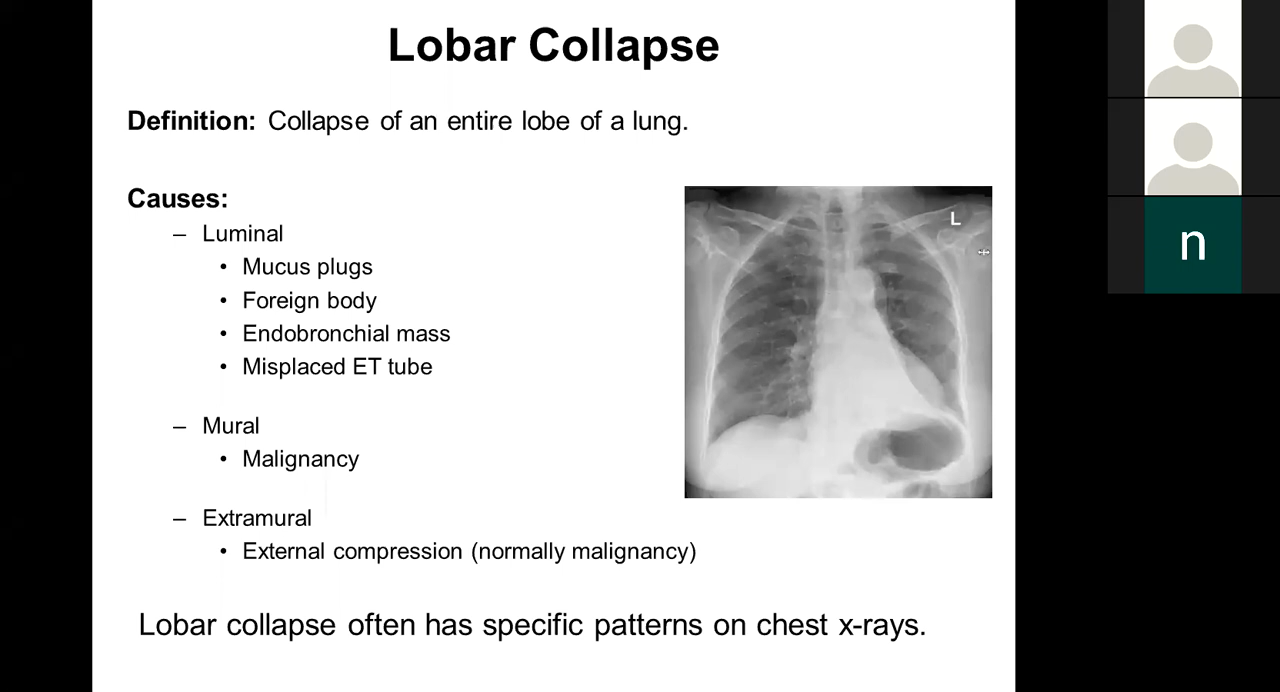 Lobar Collapse
Definition: Collapse of an entire lobe of a lung.
Causes:
– Luminal
• Mucus plugs
• Foreign body
• Endobronchial mass
• Misplaced ET tube
– Mural
• Malignancy
– Extramural
• External compression (normally malignancy)
Lobar collapse often has specific patterns on chest x-rays.
L
n